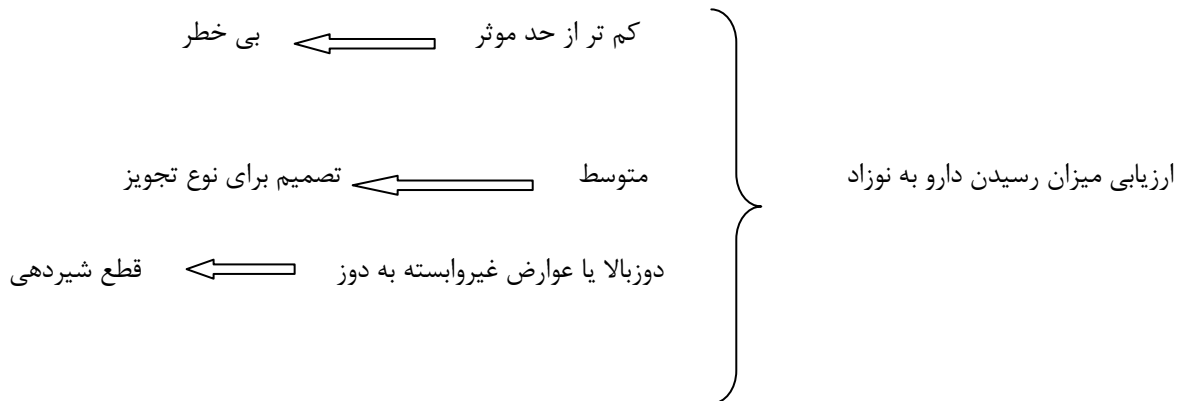 کم تر از حد موثر بی خطر
ارزیابی میزان رسیدن دارو به نوزاد متوسط تصمیم برای نوع تجویز
دوزبالا یا عوارض غیروابسته به دوز قطع شیردهی